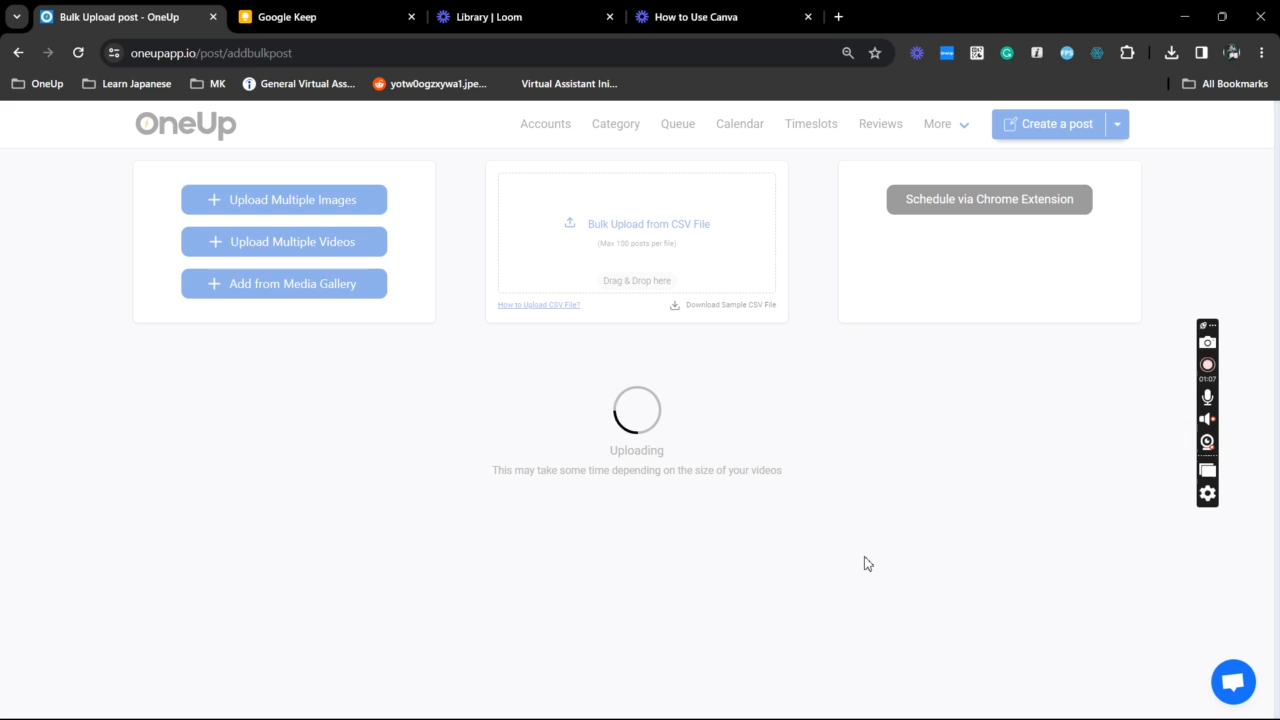 Bulk Upload post - OneUp
Google Keep
Library | Loom
How to Use Canva
oneupapp.io/post/addbulkpost
OneUp
Learn Japanese
MK
General Virtual Ass...
yotw0ogzxywa1.jpe...
Virtual Assistant Ini...
All Bookmarks
OneUp
Accounts
Category
Queue
Calendar
Timeslots
Reviews
More
Create a post
Upload Multiple Images
Upload Multiple Videos
Add from Media Gallery
Bulk Upload from CSV File
(Max 100 posts per file)
Drag & Drop here
How to Upload CSV File?
Download Sample CSV File
Schedule via Chrome Extension
01:07
Uploading
This may take some time depending on the size of your videos